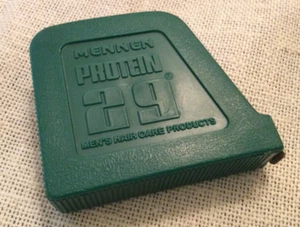 MENNEN
PROTEIN
29®
MEN'S HAIR CARE PRODUCTS